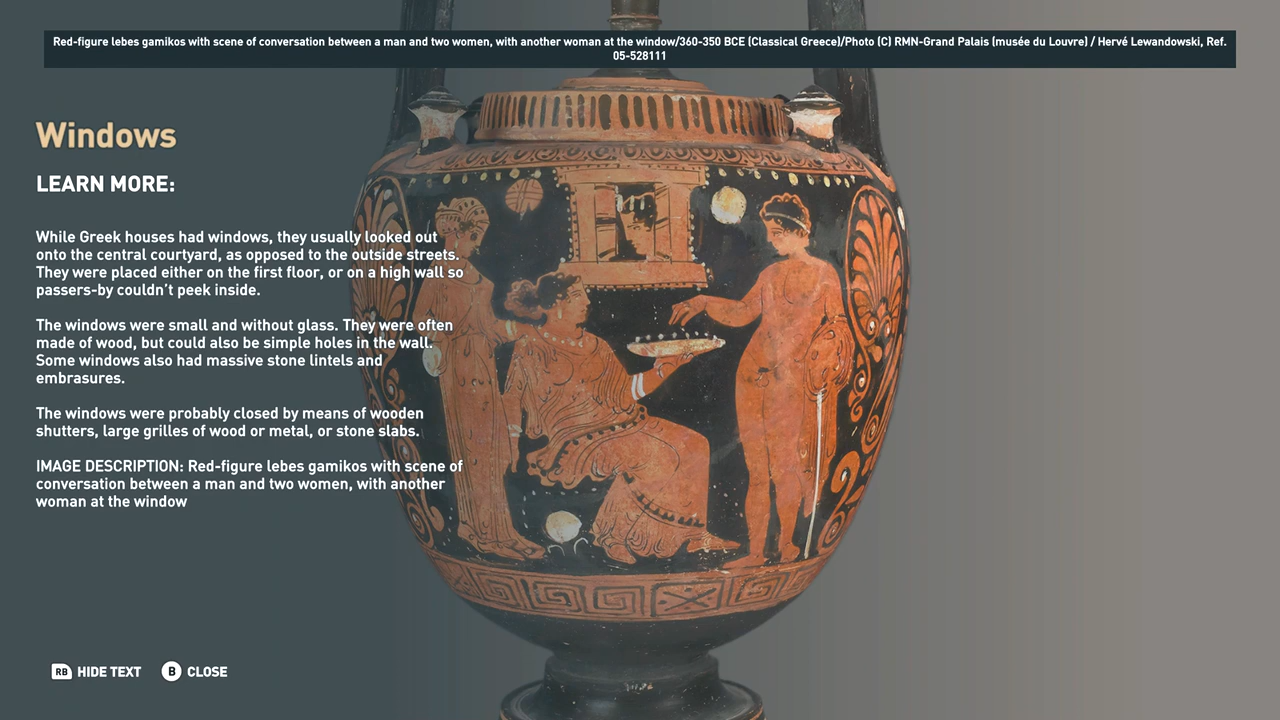 Red-figure lebes gamikos with scene of conversation between a man and two women, with another woman at the window/360-350 BCE (Classical Greece)/Photo (C) RMN-Grand Palais (musée du Louvre) / Hervé Lewandowski, Ref.
05-528111
Windows
LEARN MORE:
While Greek houses had windows, they usually looked out
onto the central courtyard, as opposed to the outside streets.
They were placed either on the first floor, or on a high wall so
passers-by couldn't peek inside.
The windows were small and without glass. They were often
made of wood, but could also be simple holes in the wall.
Some windows also had massive stone lintels and
embrasures.
The windows were probably closed by means of wooden
shutters, large grilles of wood or metal, or stone slabs.
IMAGE DESCRIPTION: Red-figure lebes gamikos with scene of
conversation between a man and two women, with another
woman at the window
RB HIDE TEXT B CLOSE